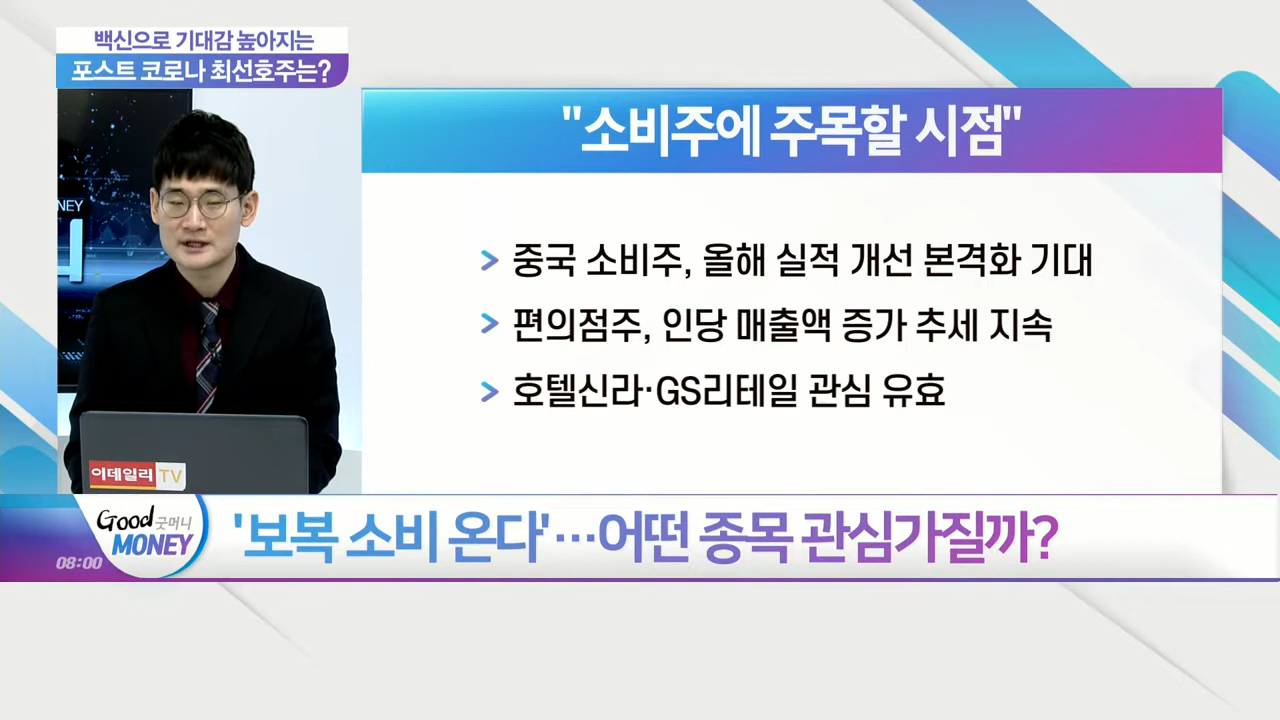 백신으로 기대감 높아지는
포스트 코로나 최선호주는?
"소비주에 주목할 시점"
NEY
> 중국 소비주, 올해 실적 개선 본격화 기대
> 편의점주, 인당 매출액 증가 추세 지속
> 호텔신라·GS리테일 관심 유효
이데일리 TV
Good 굿머니
MONEY
08:00
'보복 소비 온다'…어떤 종목 관심가질까?